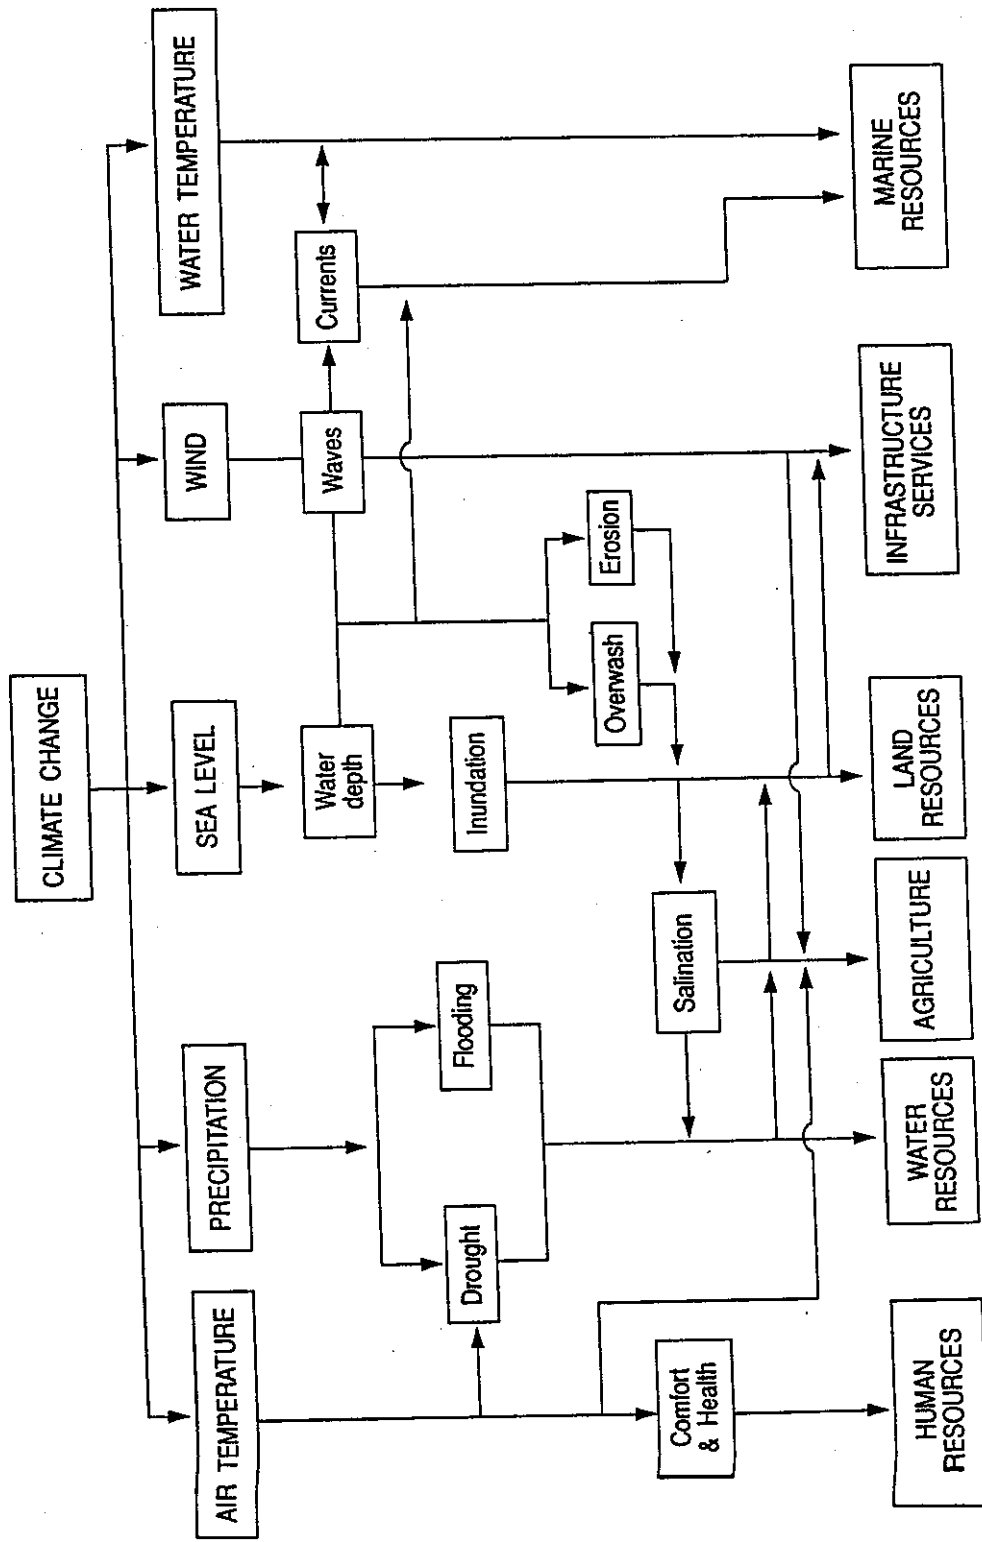 CLIMATE CHANGE
AIR TEMPERATURE
PRECIPITATION
SEA LEVEL
WIND
WATER TEMPERATURE
Water
depth
Waves
Currents
Drought
Flooding
Inundation
Overwash
Erosion
Comfort
& Health
Salination
HUMAN
RESOURCES
WATER
RESOURCES
AGRICULTURE
LAND
RESOURCES
INFRASTRUCTURE
SERVICES
MARINE
RESOURCES